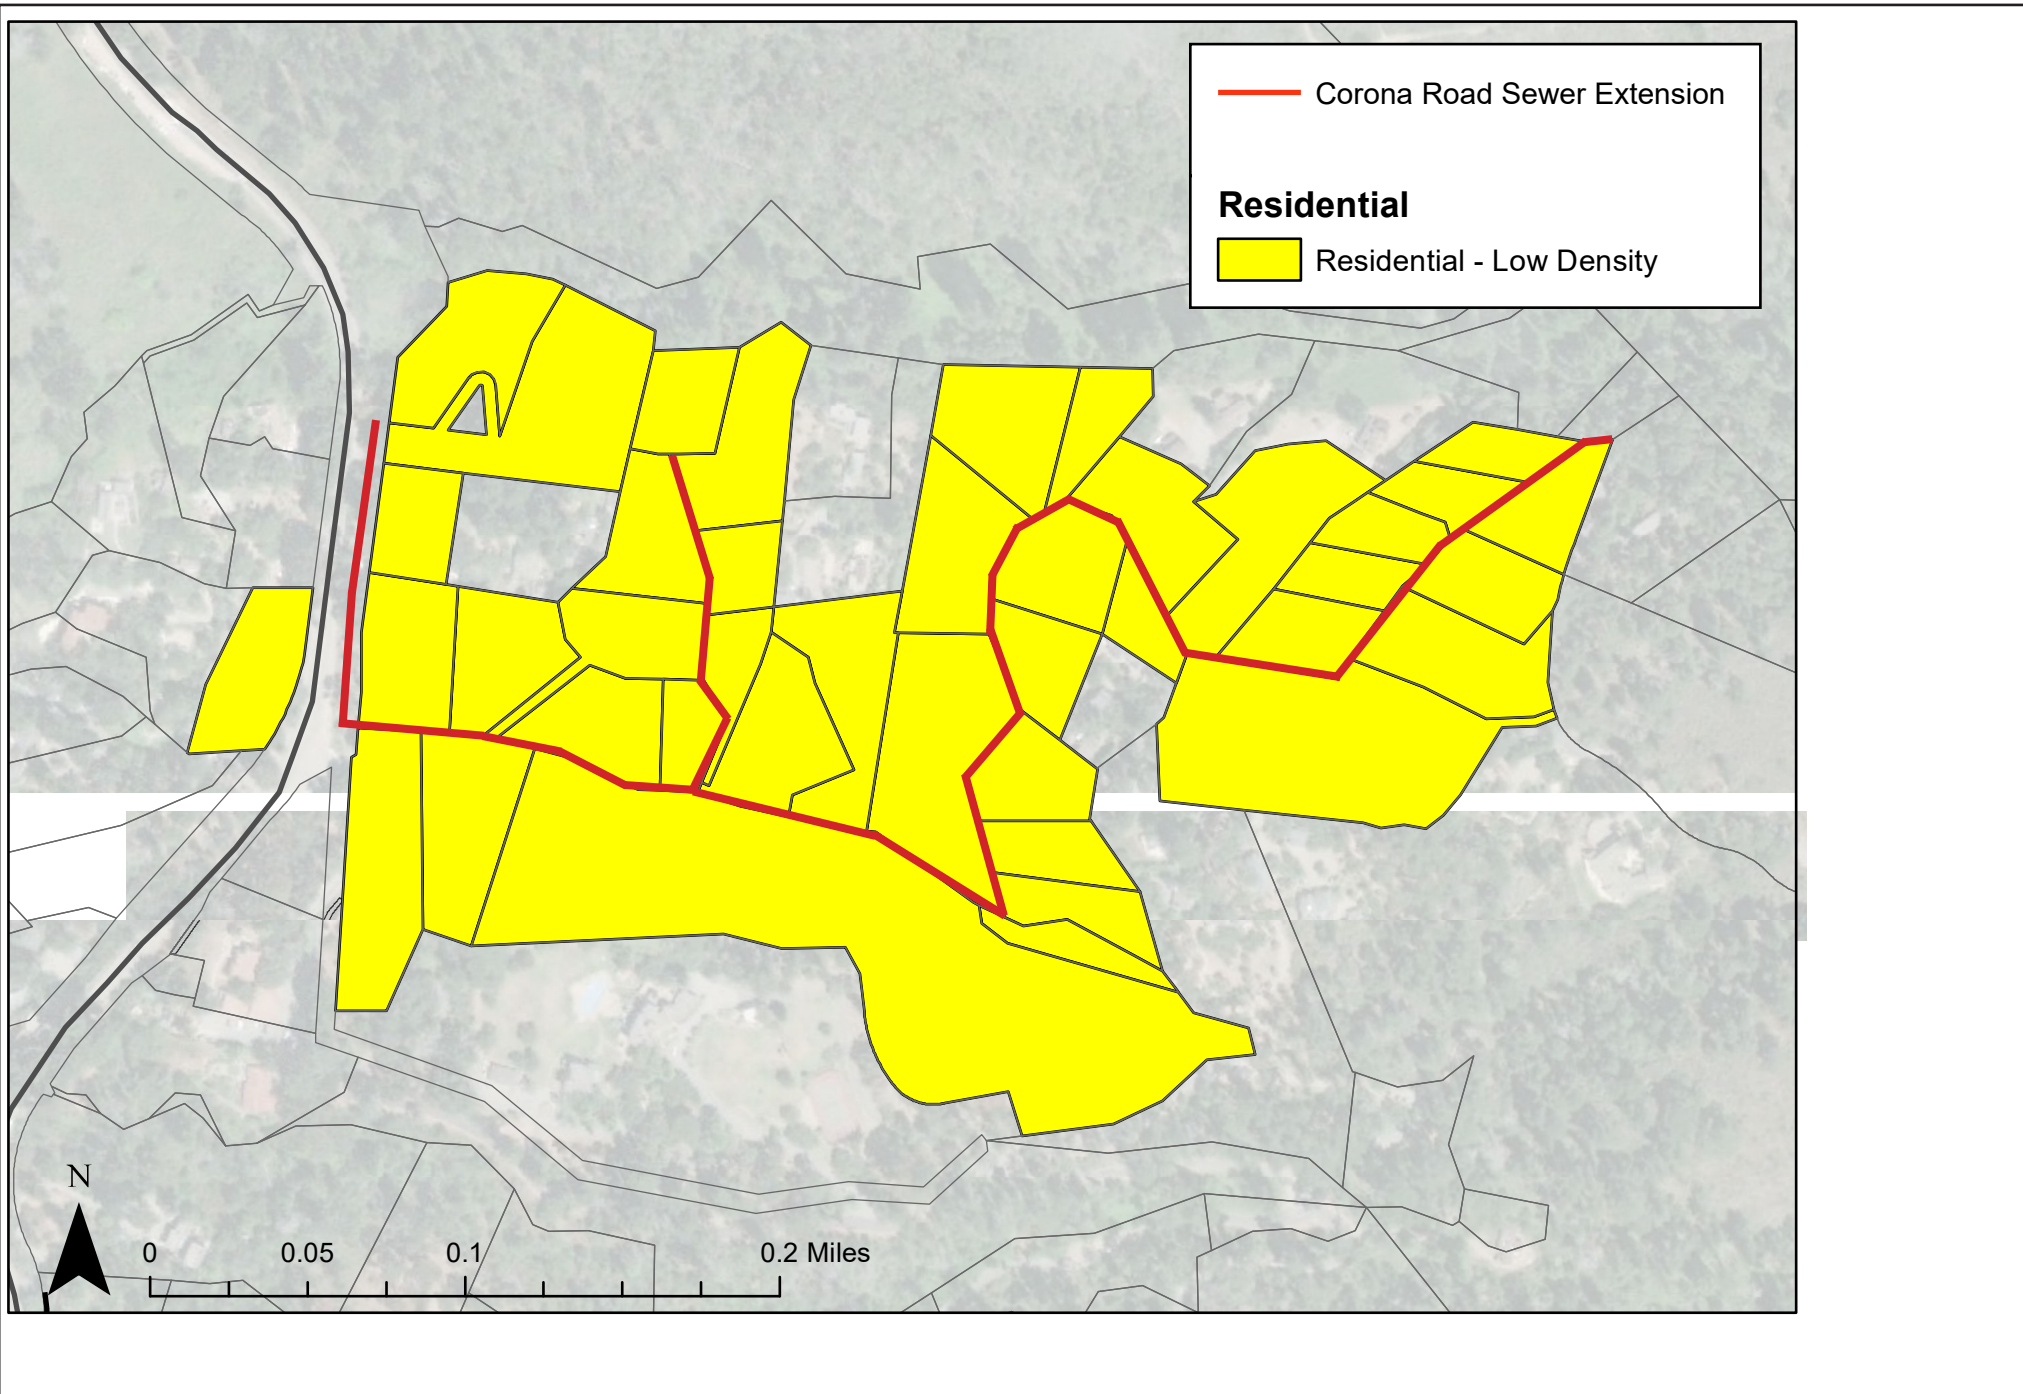 Corona Road Sewer Extension
Residential
Residential - Low Density
N
0 0.05 0.1 0.2 Miles